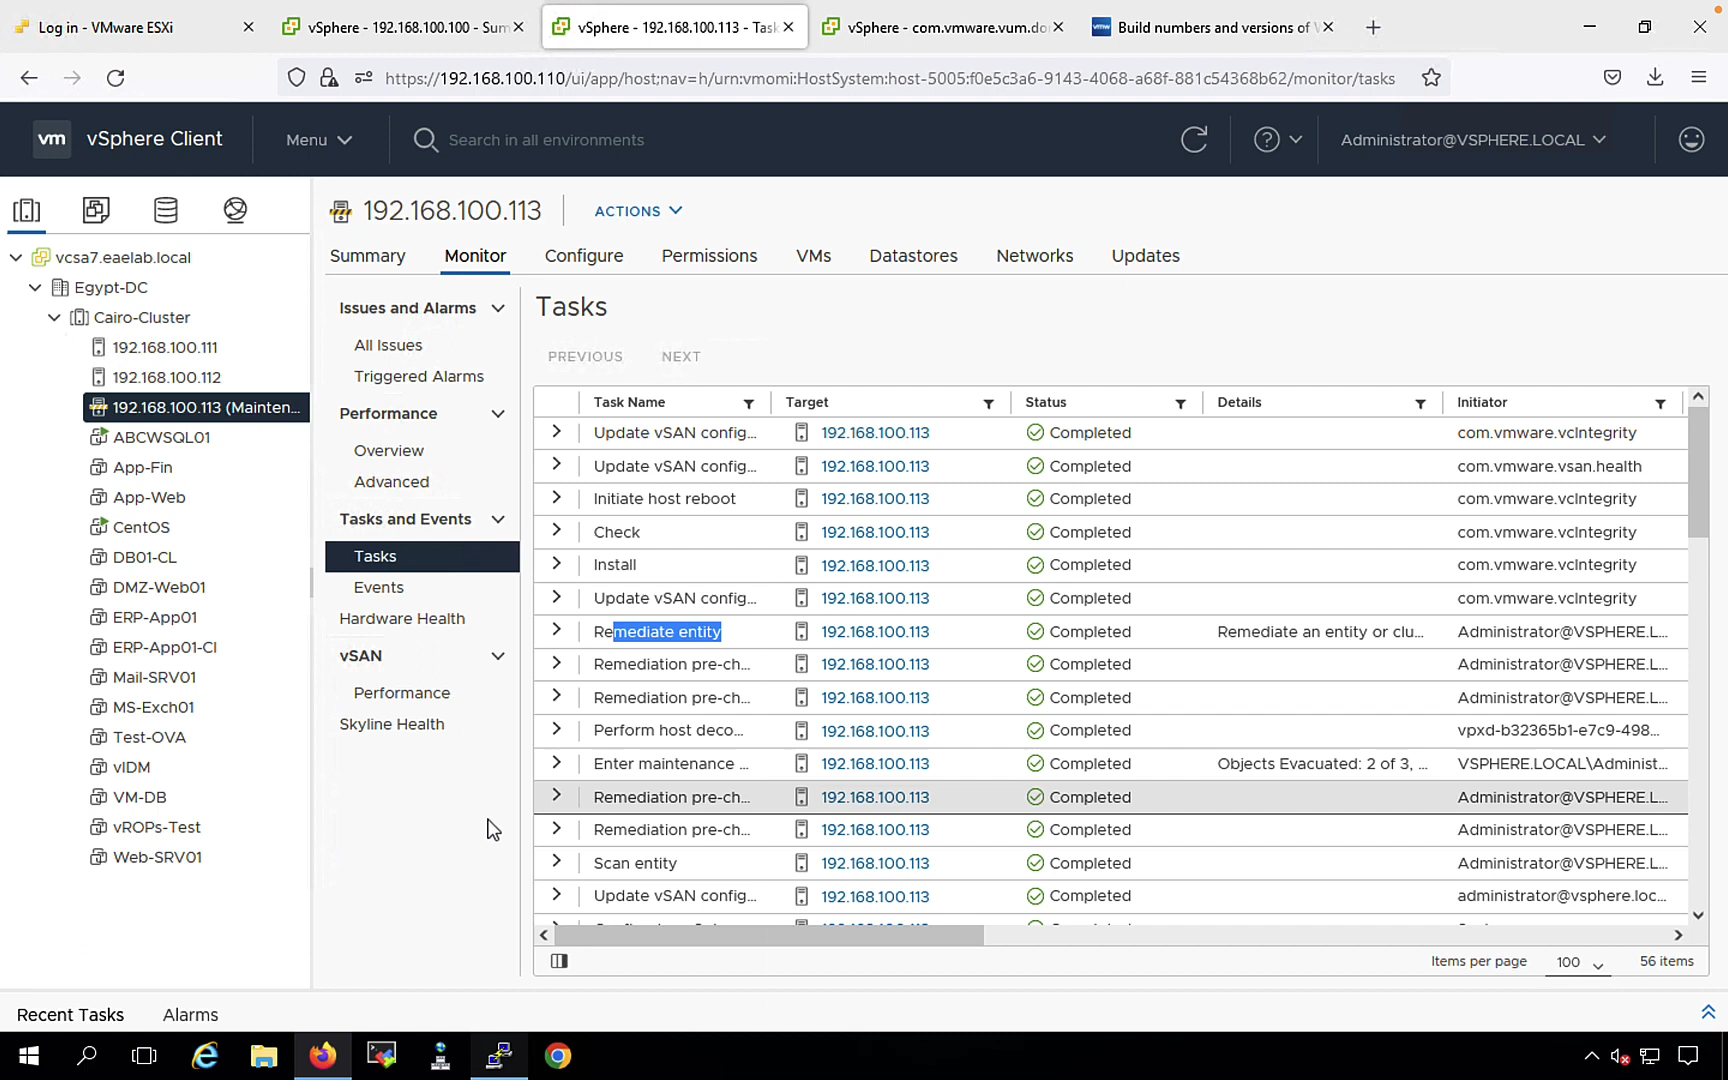 Log in - VMware ESXi
vSphere - 192.168.100.100 - Sum
vSphere - 192.168.100.113 - Task
vSphere - com.vmware.vum.do
Build numbers and versions of V
https://192.168.100.110/ui/app/host;nav=h/urn:vmomi:HostSystem:host-5005:f0e5c3a6-9143-4068-a68f-881c54368b62/monitor/tasks
vm vSphere Client
Menu
Search in all environments
Administrator@VSPHERE.LOCAL
192.168.100.113
ACTIONS
Summary
Monitor
Configure
Permissions
VMs
Datastores
Networks
Updates
vcsa7.eaelab.local
Egypt-DC
Cairo-Cluster
192.168.100.111
192.168.100.112
192.168.100.113 (Mainten...
ABCWSQL01
App-Fin
App-Web
CentOS
DB01-CL
DMZ-Web01
ERP-App01
ERP-App01-Cl
Mail-SRV01
MS-Exch01
Test-OVA
vIDM
VM-DB
vROPs-Test
Web-SRV01
Issues and Alarms
All Issues
Triggered Alarms
Performance
Overview
Advanced
Tasks and Events
Tasks
Events
Hardware Health
vSAN
Performance
Skyline Health
Tasks
PREVIOUS NEXT
Task Name Target Status Details Initiator
Update vSAN config... 192.168.100.113 Completed com.vmware.vcIntegrity
Update vSAN config... 192.168.100.113 Completed com.vmware.vsan.health
Initiate host reboot 192.168.100.113 Completed com.vmware.vcIntegrity
Check 192.168.100.113 Completed com.vmware.vcIntegrity
Install 192.168.100.113 Completed com.vmware.vcIntegrity
Update vSAN config... 192.168.100.113 Completed com.vmware.vcIntegrity
Remediate entity 192.168.100.113 Completed Remediate an entity or clu... Administrator@VSPHERE.L...
Remediation pre-ch... 192.168.100.113 Completed Administrator@VSPHERE.L...
Remediation pre-ch... 192.168.100.113 Completed Administrator@VSPHERE.L...
Perform host deco... 192.168.100.113 Completed vpxd-b32365b1-e7c9-498...
Enter maintenance ... 192.168.100.113 Completed Objects Evacuated: 2 of 3, ... VSPHERE.LOCAL\Administ...
Remediation pre-ch... 192.168.100.113 Completed Administrator@VSPHERE.L...
Remediation pre-ch... 192.168.100.113 Completed Administrator@VSPHERE.L...
Scan entity 192.168.100.113 Completed Administrator@VSPHERE.L...
Update vSAN config... 192.168.100.113 Completed administrator@vsphere.loc...
Items per page 100 56 items
Recent Tasks Alarms